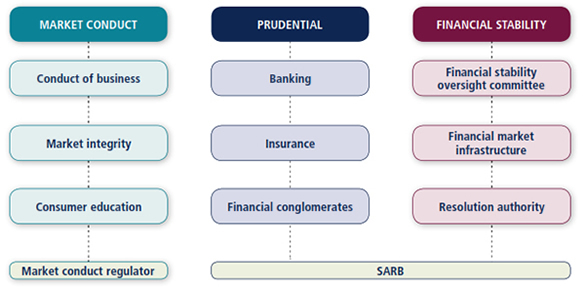 MARKET CONDUCT
PRUDENTIAL
FINANCIAL STABILITY
Conduct of business
Banking
Financial stability
oversight committee
Market integrity
Insurance
Financial market
infrastructure
Consumer education
Financial conglomerates
Resolution authority
Market conduct regulator
SARB